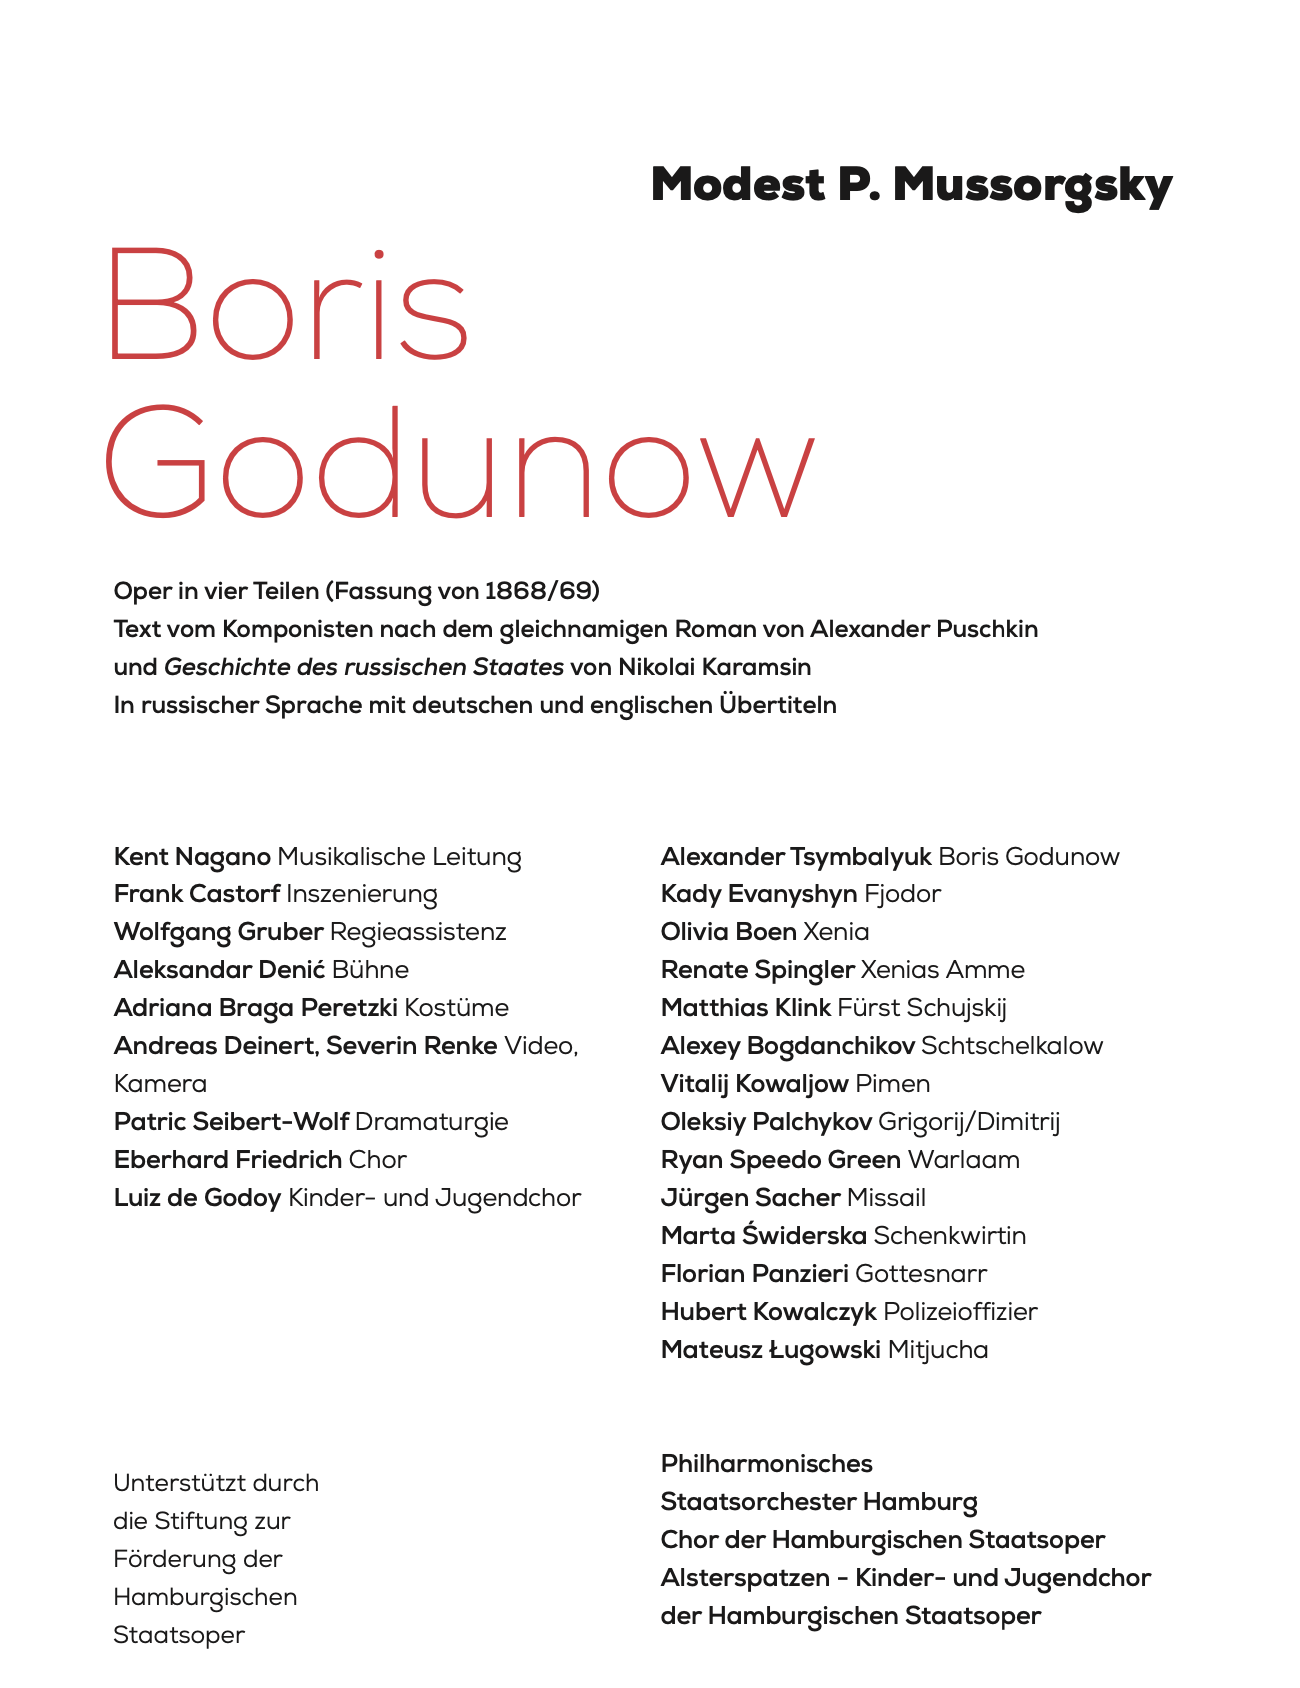 Modest P. Mussorgsky
Boris
Godunow
Oper in vier Teilen (Fassung von 1868/69)
Text vom Komponisten nach dem gleichnamigen Roman von Alexander Puschkin
und Geschichte des russischen Staates von Nikolai Karamsin
In russischer Sprache mit deutschen und englischen Übertiteln
Kent Nagano Musikalische Leitung
Frank Castorf Inszenierung
Wolfgang Gruber Regieassistenz
Aleksandar Denić Bühne
Adriana Braga Peretzki Kostüme
Andreas Deinert, Severin Renke Video,
Kamera
Patric Seibert-Wolf Dramaturgie
Eberhard Friedrich Chor
Luiz de Godoy Kinder- und Jugendchor
Alexander Tsymbalyuk Boris Godunow
Kady Evanyshyn Fjodor
Olivia Boen Xenia
Renate Spingler Xenias Amme
Matthias Klink Fürst Schujskij
Alexey Bogdanchikov Schtschelkalow
Vitalij Kowaljow Pimen
Oleksiy Palchykov Grigorij/Dimitrij
Ryan Speedo Green Warlaam
Jürgen Sacher Missail
Marta Świderska Schenkwirtin
Florian Panzieri Gottesnarr
Hubert Kowalczyk Polizeioffizier
Mateusz Ługowski Mitjucha
Unterstützt durch
die Stiftung zur
Förderung der
Hamburgischen
Staatsoper
Philharmonisches
Staatsorchester Hamburg
Chor der Hamburgischen Staatsoper
Alsterspatzen - Kinder- und Jugendchor
der Hamburgischen Staatsoper